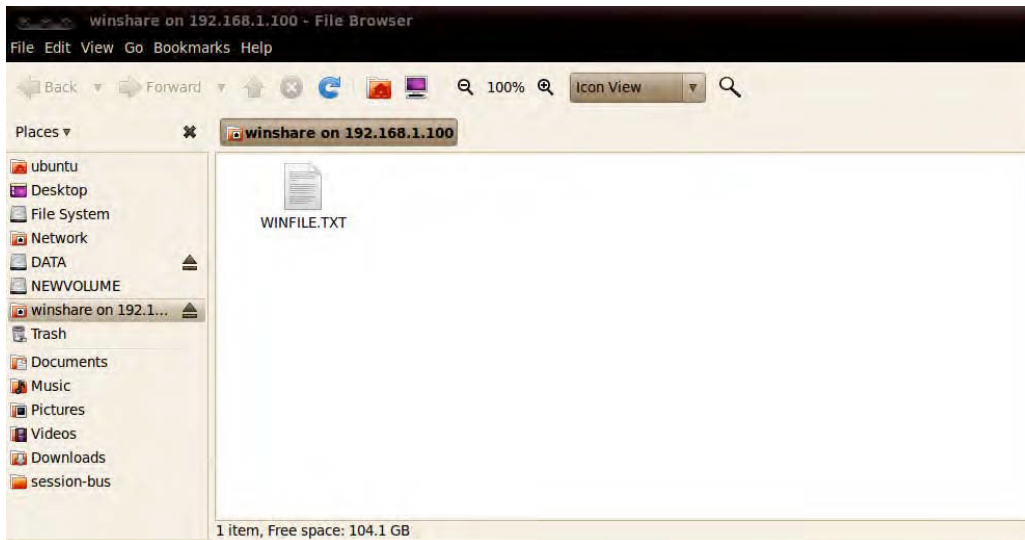 winshare on 192.168.1.100 - File Browser
File Edit View Go Bookmarks Help
Back Forward 100% Icon View
Places winshare on 192.168.1.100
ubuntu
Desktop
File System
Network
DATA
NEWVOLUME
winshare on 192.1...
Trash
Documents
Music
Pictures
Videos
Downloads
session-bus
WINFILE.TXT
1 item, Free space: 104.1 GB